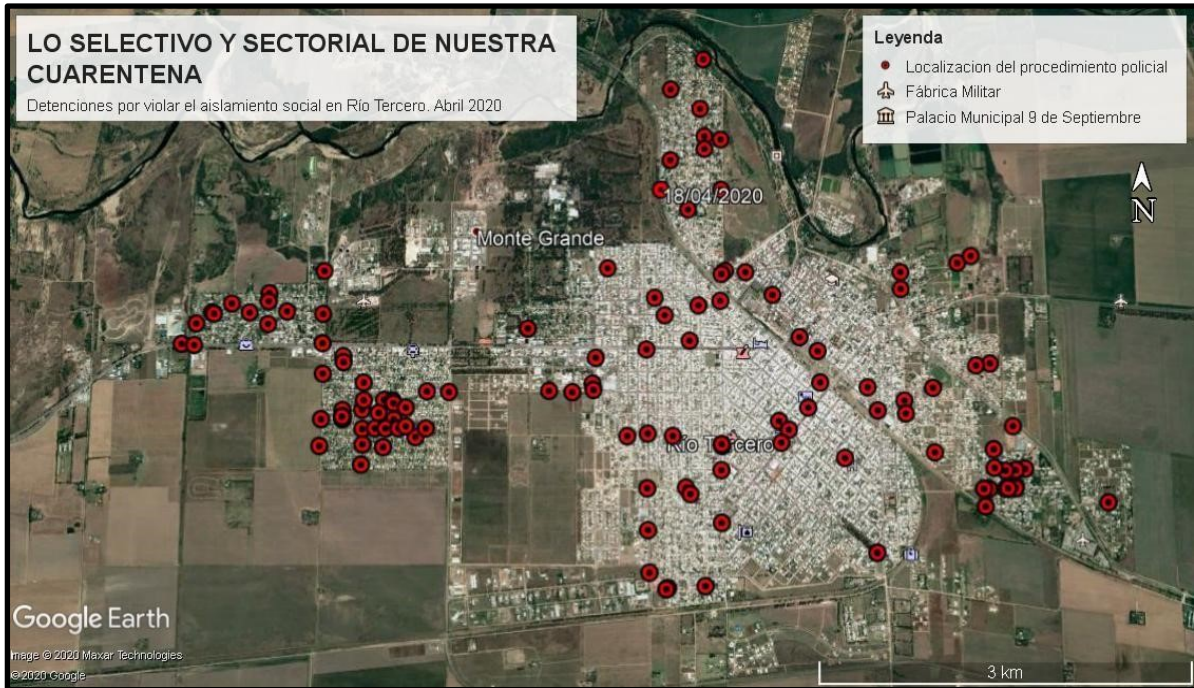 LO SELECTIVO Y SECTORIAL DE NUESTRA
CUARENTENA
Detenciones por violar el aislamiento social en Río Tercero. Abril 2020
Leyenda
Localizacion del procedimiento policial
Fábrica Militar
Palacio Municipal 9 de Septiembre
N
18/04/2020
Monte Grande
Río Tercero
Google Earth
Image © 2020 Maxar Technologies
© 2020 Google
3 km